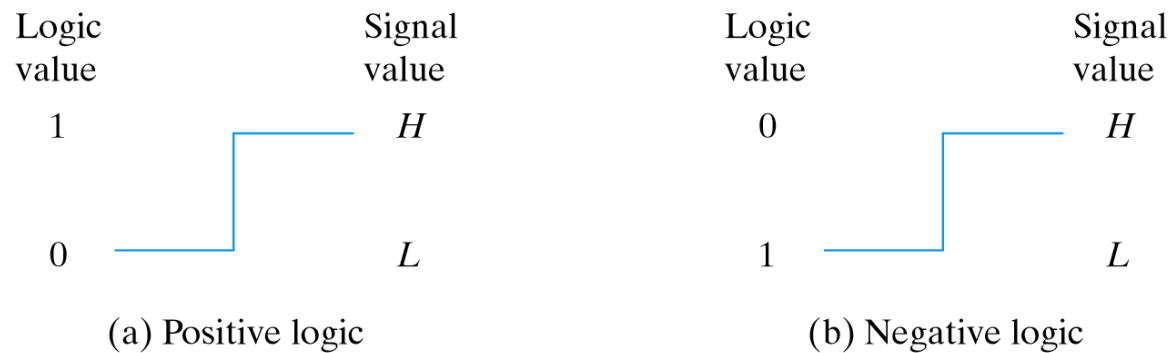 Logic value
Signal value
1
H
0
L
(a) Positive logic
Logic value
Signal value
0
H
1
L
(b) Negative logic